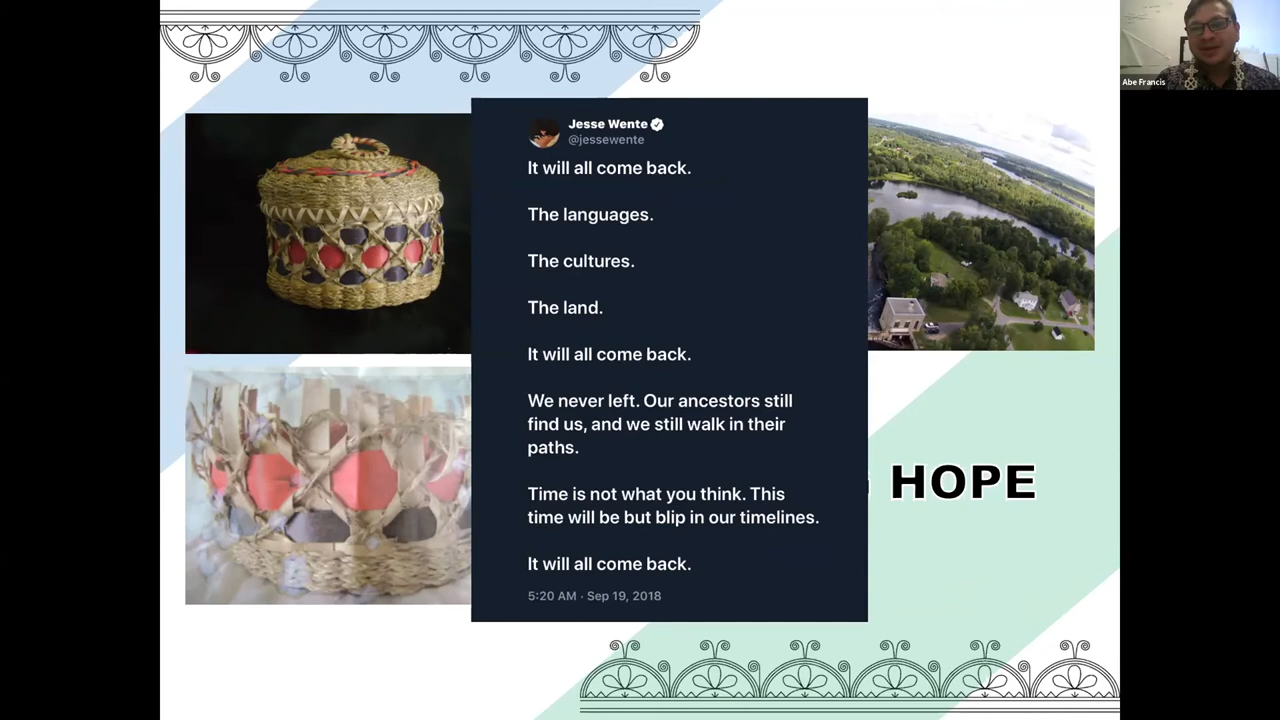 Abe Francis
Jesse Wente
@jessewente
It will all come back.
The languages.
The cultures.
The land.
It will all come back.
We never left. Our ancestors still
find us, and we still walk in their
paths.
Time is not what you think. This
time will be but blip in our timelines.
It will all come back.
5:20 AM · Sep 19, 2018
HOPE